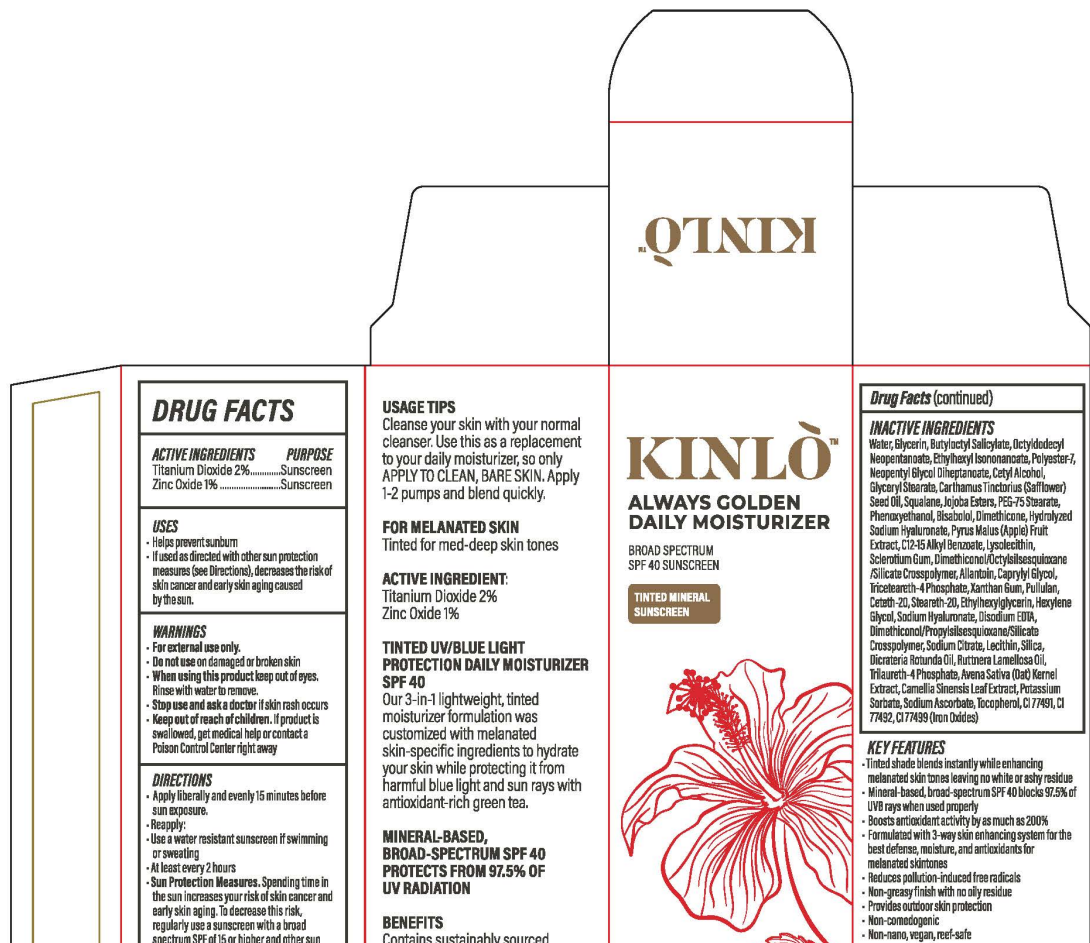 KINLÒ™
DRUG FACTS
ACTIVE INGREDIENTS PURPOSE
Titanium Dioxide 2%............Sunscreen
Zinc Oxide 1% ......................Sunscreen
USES
• Helps prevent sunburn
• If used as directed with other sun protection
measures (see Directions), decreases the risk of
skin cancer and early skin aging caused
by the sun.
WARNINGS
• For external use only.
• Do not use on damaged or broken skin
• When using this product keep out of eyes.
Rinse with water to remove.
• Stop use and ask a doctor if skin rash occurs
• Keep out of reach of children. If product is
swallowed, get medical help or contact a
Poison Control Center right away
DIRECTIONS
• Apply liberally and evenly 15 minutes before
sun exposure.
• Reapply:
• Use a water resistant sunscreen if swimming
or sweating
• At least every 2 hours
• Sun Protection Measures. Spending time in
the sun increases your risk of skin cancer and
early skin aging. To decrease this risk,
regularly use a sunscreen with a broad
spectrum SPF of 15 or higher and other sun
USAGE TIPS
Cleanse your skin with your normal
cleanser. Use this as a replacement
to your daily moisturizer, so only
APPLY TO CLEAN, BARE SKIN. Apply
1-2 pumps and blend quickly.
FOR MELANATED SKIN
Tinted for med-deep skin tones
ACTIVE INGREDIENT:
Titanium Dioxide 2%
Zinc Oxide 1%
TINTED UV/BLUE LIGHT
PROTECTION DAILY MOISTURIZER
SPF 40
Our 3-in-1 lightweight, tinted
moisturizer formulation was
customized with melanated
skin-specific ingredients to hydrate
your skin while protecting it from
harmful blue light and sun rays with
antioxidant-rich green tea.
MINERAL-BASED,
BROAD-SPECTRUM SPF 40
PROTECTS FROM 97.5% OF
UV RADIATION
BENEFITS
Contains sustainably sourced
KINLÒ™
ALWAYS GOLDEN
DAILY MOISTURIZER
BROAD SPECTRUM
SPF 40 SUNSCREEN
TINTED MINERAL
SUNSCREEN
Drug Facts (continued)
INACTIVE INGREDIENTS
Water, Glycerin, Butyloctyl Salicylate, Octyldodecyl
Neopentanoate, Ethylhexyl Isononanoate, Polyester-7,
Neopentyl Glycol Diheptanoate, Cetyl Alcohol,
Glyceryl Stearate, Carthamus Tinctorius (Safflower)
Seed Oil, Squalane, Jojoba Esters, PEG-75 Stearate,
Phenoxyethanol, Bisabolol, Dimethicone, Hydrolyzed
Sodium Hyaluronate, Pyrus Malus (Apple) Fruit
Extract, C12-15 Alkyl Benzoate, Lysolecithin,
Sclerotium Gum, Dimethiconol/Octylsilsesquioxane
/Silicate Crosspolymer, Allantoin, Caprylyl Glycol,
Triceteareth-4 Phosphate, Xanthan Gum, Pullulan,
Ceteth-20, Steareth-20, Ethylhexylglycerin, Hexylene
Glycol, Sodium Hyaluronate, Disodium EDTA,
Dimethiconol/Propylsilsesquioxane/Silicate
Crosspolymer, Sodium Citrate, Lecithin, Silica,
Dicrateria Rotunda Oil, Ruttnera Lamellosa Oil,
Trilaureth-4 Phosphate, Avena Sativa (Oat) Kernel
Extract, Camellia Sinensis Leaf Extract, Potassium
Sorbate, Sodium Ascorbate, Tocopherol, CI 77491, CI
77492, CI 77499 (Iron Oxides)
KEY FEATURES
• Tinted shade blends instantly while enhancing
melanated skin tones leaving no white or ashy residue
• Mineral-based, broad-spectrum SPF 40 blocks 97.5% of
UVB rays when used properly
• Boosts antioxidant activity by as much as 200%
• Formulated with 3-way skin enhancing system for the
best defense, moisture, and antioxidants for
melanated skintones
• Reduces pollution-induced free radicals
• Non-greasy finish with no oily residue
• Provides outdoor skin protection
• Non-comedogenic
• Non-nano, vegan, reef-safe